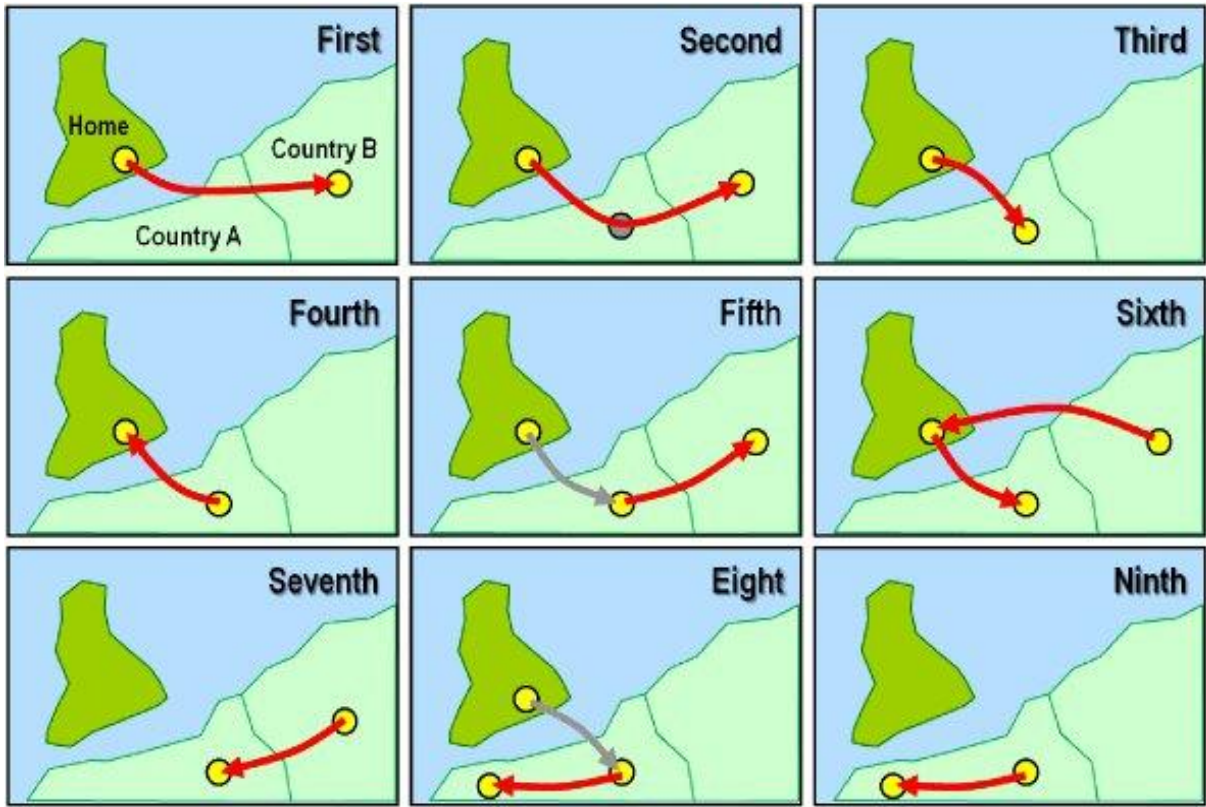 First
Home
Country B
Country A
Second
Third
Fourth
Fifth
Sixth
Seventh
Eight
Ninth